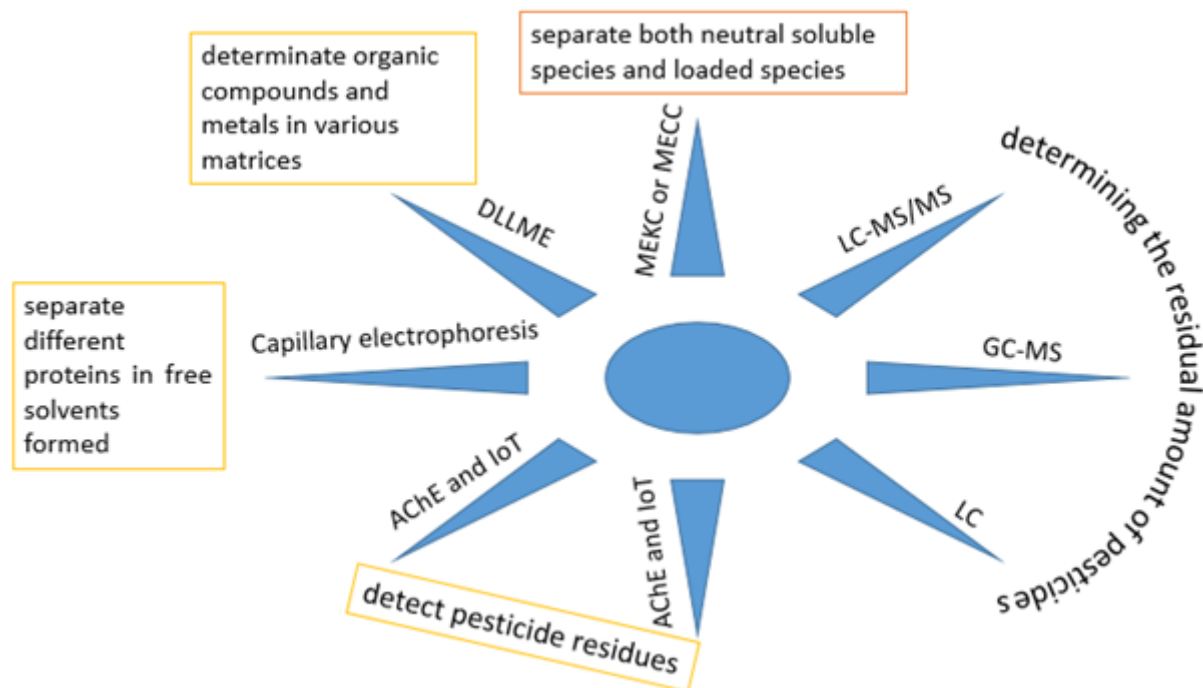 determinate organic
compounds and
metals in various
matrices
separate both neutral soluble
species and loaded species
DLLME
MEKC or MECC
LC-MS/MS
determining the residual amount of pesticides
separate
different
proteins in free
solvents
formed
Capillary electrophoresis
GC-MS
AChE and IoT
AChE and IoT
LC
detect pesticide residues